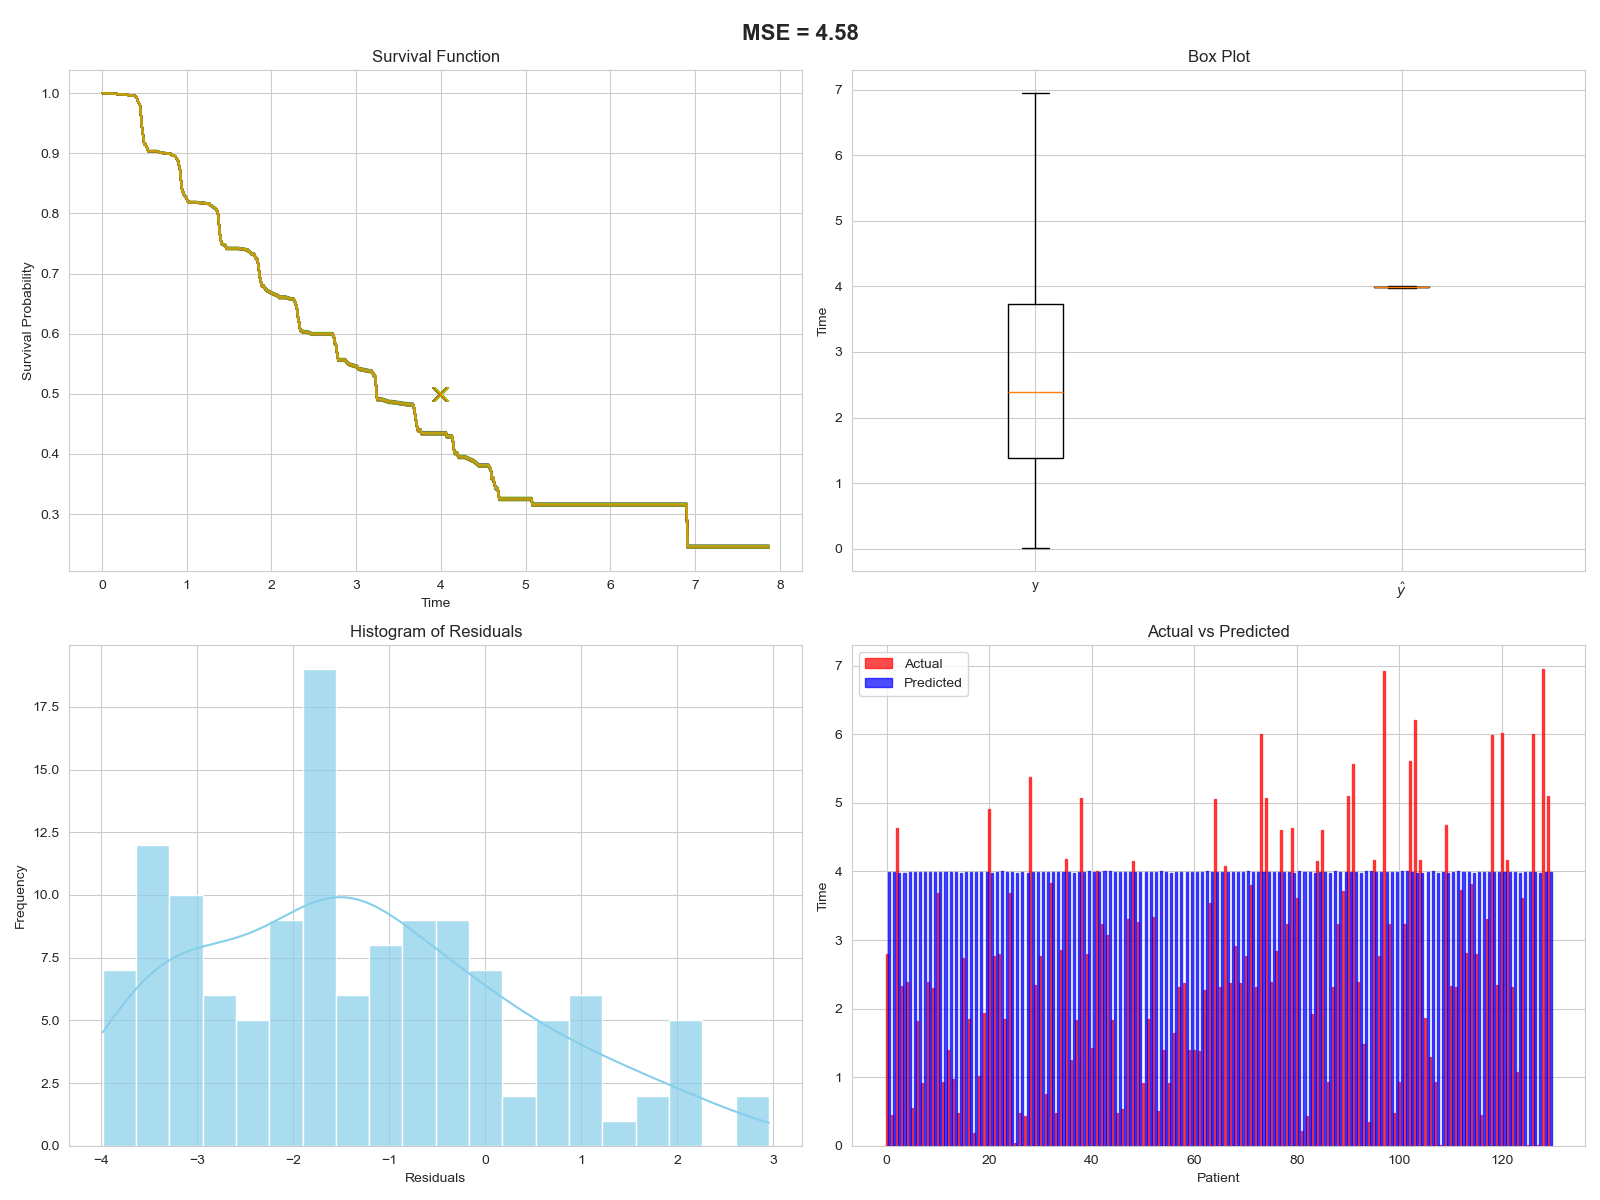 MSE = 4.58
Survival Function
1.0
0.9
0.8
0.7
0.6
0.5
0.4
0.3
Survival Probability
0 1 2 3 4 5 6 7 8
Time
Box Plot
7
6
5
4
3
2
1
0
Time
y ŷ
Histogram of Residuals
17.5
15.0
12.5
10.0
7.5
5.0
2.5
0.0
Frequency
−4 −3 −2 −1 0 1 2 3
Residuals
Actual vs Predicted
Actual
Predicted
7
6
5
4
3
2
1
0
Time
0 20 40 60 80 100 120
Patient